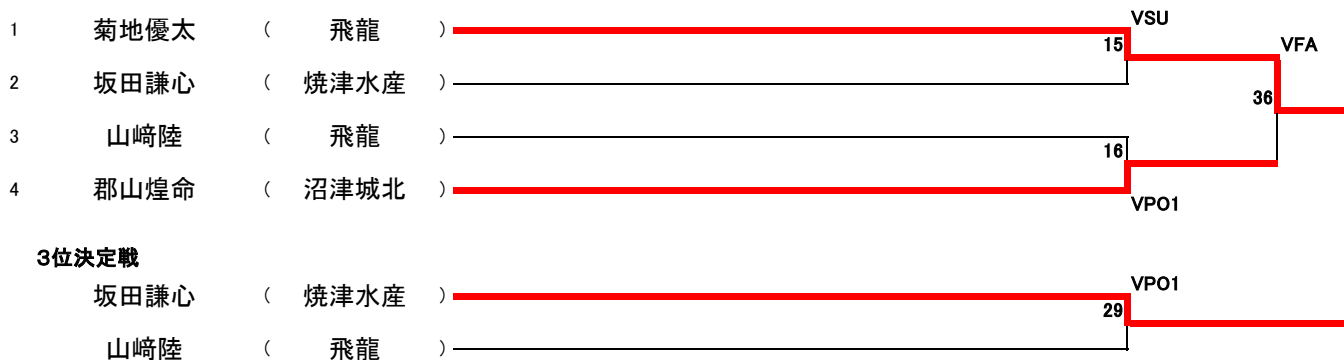 VSU
1 菊地優太 （ 飛龍 ）
15 VFA
2 坂田謙心 （ 焼津水産 ）
36
3 山﨑陸 （ 飛龍 ）
16
4 郡山煌命 （ 沼津城北 ）
VPO1
3位決定戦
坂田謙心 （ 焼津水産 ） VPO1
29
山﨑陸 （ 飛龍 ）